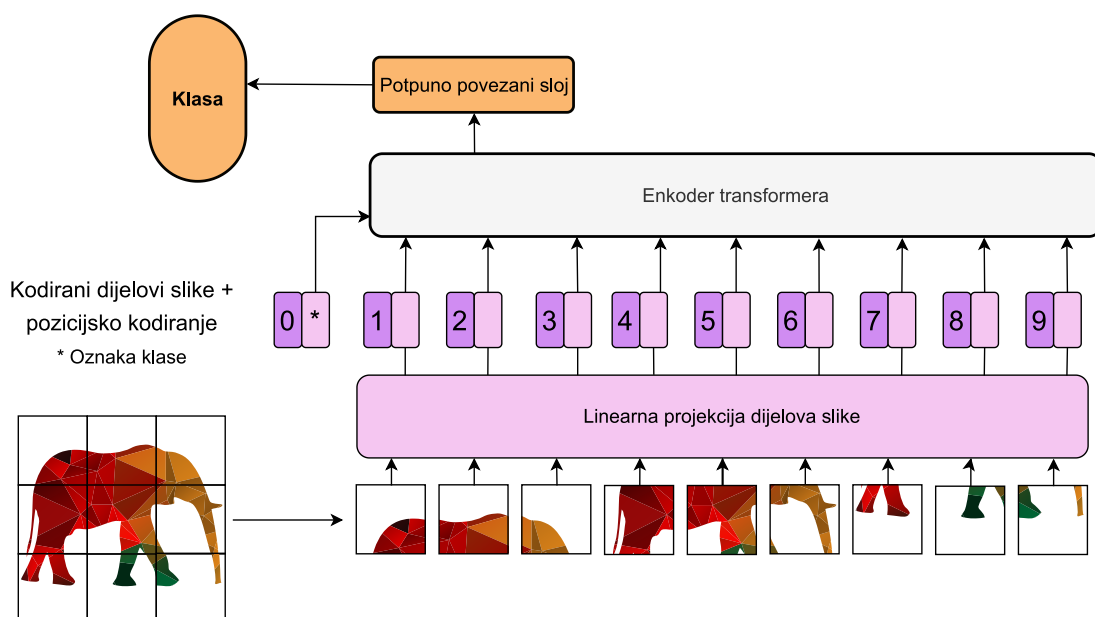 Klasa
Potpuno povezani sloj
Enkoder transformera
Kodirani dijelovi slike +
pozicijsko kodiranje
* Oznaka klase
0 * 1 2 3 4 5 6 7 8 9
Linearna projekcija dijelova slike